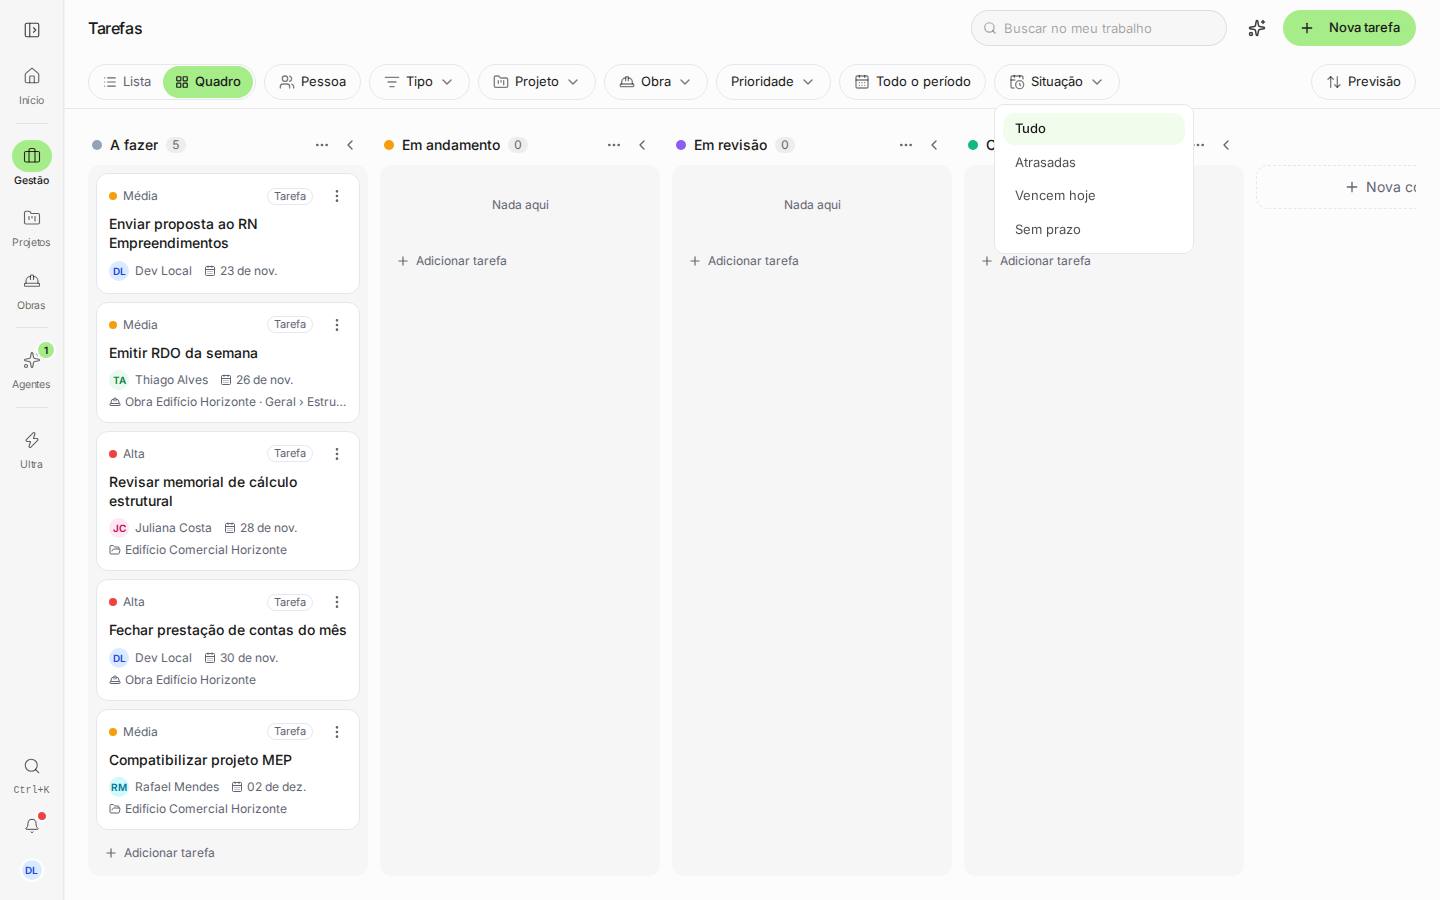 Tarefas
Buscar no meu trabalho
Nova tarefa
Lista
Quadro
Pessoa
Tipo
Projeto
Obra
Prioridade
Todo o período
Situação
Previsão
Tudo
Atrasadas
Vencem hoje
Sem prazo
Início
Gestão
Projetos
Obras
1
Agentes
Ultra
Ctrl+K
DL
A fazer 5
Média
Tarefa
Enviar proposta ao RN
Empreendimentos
DL Dev Local 23 de nov.
Média
Tarefa
Emitir RDO da semana
TA Thiago Alves 26 de nov.
Obra Edifício Horizonte · Geral › Estru...
Alta
Tarefa
Revisar memorial de cálculo
estrutural
JC Juliana Costa 28 de nov.
Edifício Comercial Horizonte
Alta
Tarefa
Fechar prestação de contas do mês
DL Dev Local 30 de nov.
Obra Edifício Horizonte
Média
Tarefa
Compatibilizar projeto MEP
RM Rafael Mendes 02 de dez.
Edifício Comercial Horizonte
Adicionar tarefa
Em andamento 0
Nada aqui
Adicionar tarefa
Em revisão 0
Nada aqui
Adicionar tarefa
Adicionar tarefa
Nova